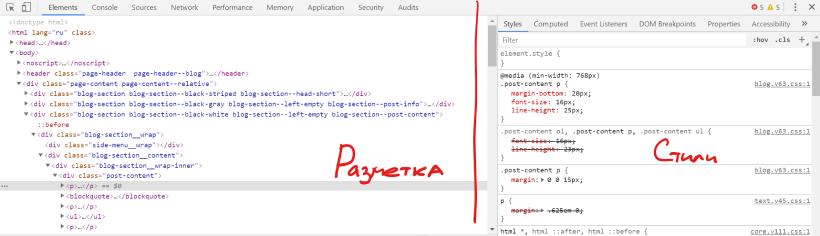 Elements Console Sources Network Performance Memory Application Security Audits 5 5
<!doctype html>
<html lang="ru" class>
<head>…</head>
<body>
<noscript>…</noscript>
<header class="page-header page-header--blog">…</header>
<div class="page-content page-content--relative">
<div class="blog-section blog-section--black-striped blog-section--head-short">…</div>
<div class="blog-section blog-section--black-gray blog-section--left-empty blog-section--post-info">…</div>
<div class="blog-section blog-section--black-white blog-section--left-empty blog-section--post-content">
::before
<div class="blog-section__wrap">
<div class="side-menu__wrap"></div>
<div class="blog-section__content">
<div class="blog-section__wrap-inner">
<div class="post-content">
… <p>…</p> == $0
<blockquote>…</blockquote>
<p>…</p>
<ul>…</ul>
<p>…</p>
Разметка
Styles Computed Event Listeners DOM Breakpoints Properties Accessibility
Filter :hov .cls +
element.style {
}
@media (min-width: 768px)
.post-content p { blog.v63.css:1
margin-bottom: 20px;
font-size: 16px;
line-height: 25px;
}
.post-content ol, .post-content p, .post-content ul { blog.v63.css:1
font-size: 16px;
line-height: 23px;
}
Стили
.post-content p { blog.v63.css:1
margin: 0 0 15px;
}
p { text.v45.css:1
margin: .625em 0;
}
html *, html ::after, html ::before { core.v111.css:1